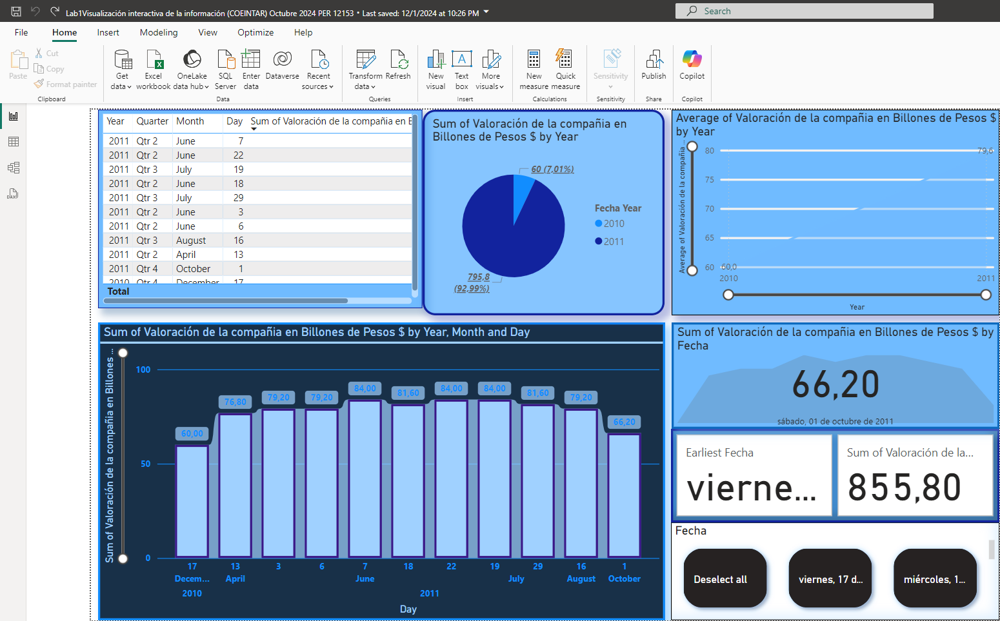 Lab1Visualización interactiva de la información (COEINTAR) Octubre 2024 PER 12153 • Last saved: 12/1/2024 at 10:26 PM
Search
File Home Insert Modeling View Optimize Help
Paste
Cut
Copy
Format painter
Clipboard
Get data
Excel workbook
OneLake data hub
SQL Server
Enter data
Dataverse
Recent sources
Data
Transform data
Refresh
Queries
New visual
Text box
More visuals
Insert
New measure
Quick measure
Calculations
Sensitivity
Sensitivity
Publish
Share
Copilot
Copilot
DAX
Year Quarter Month Day Sum of Valoración de la compañia en B
2011 Qtr 2 June 7
2011 Qtr 2 June 22
2011 Qtr 3 July 19
2011 Qtr 2 June 18
2011 Qtr 3 July 29
2011 Qtr 2 June 3
2011 Qtr 2 June 6
2011 Qtr 3 August 16
2011 Qtr 2 April 13
2011 Qtr 4 October 1
2010 Qtr 4 December 17
Total
Sum of Valoración de la compañia en
Billones de Pesos $ by Year
60 (7,01%)
795,8
(92,99%)
Fecha Year
2010
2011
Average of Valoración de la compañia en Billones de Pesos $
by Year
Average of Valoración de la compañia ...
80
75
70
65
60
79,6
60,0
2010 2011
Year
Sum of Valoración de la compañia en Billones de Pesos $ by Year, Month and Day
Sum of Valoración de la compañia en Billones ...
100
50
0
60,00 76,80 79,20 79,20 84,00 81,60 84,00 84,00 81,60 79,20 66,20
17 13 3 6 7 18 22 19 29 16 1
Decem... April June July August October
2010 2011
Day
Sum of Valoración de la compañia en Billones de Pesos $ by
Fecha
66,20
sábado, 01 de octubre de 2011
Earliest Fecha
vierne...
Sum of Valoración de la...
855,80
Fecha
Deselect all
viernes, 17 d...
miércoles, 1...